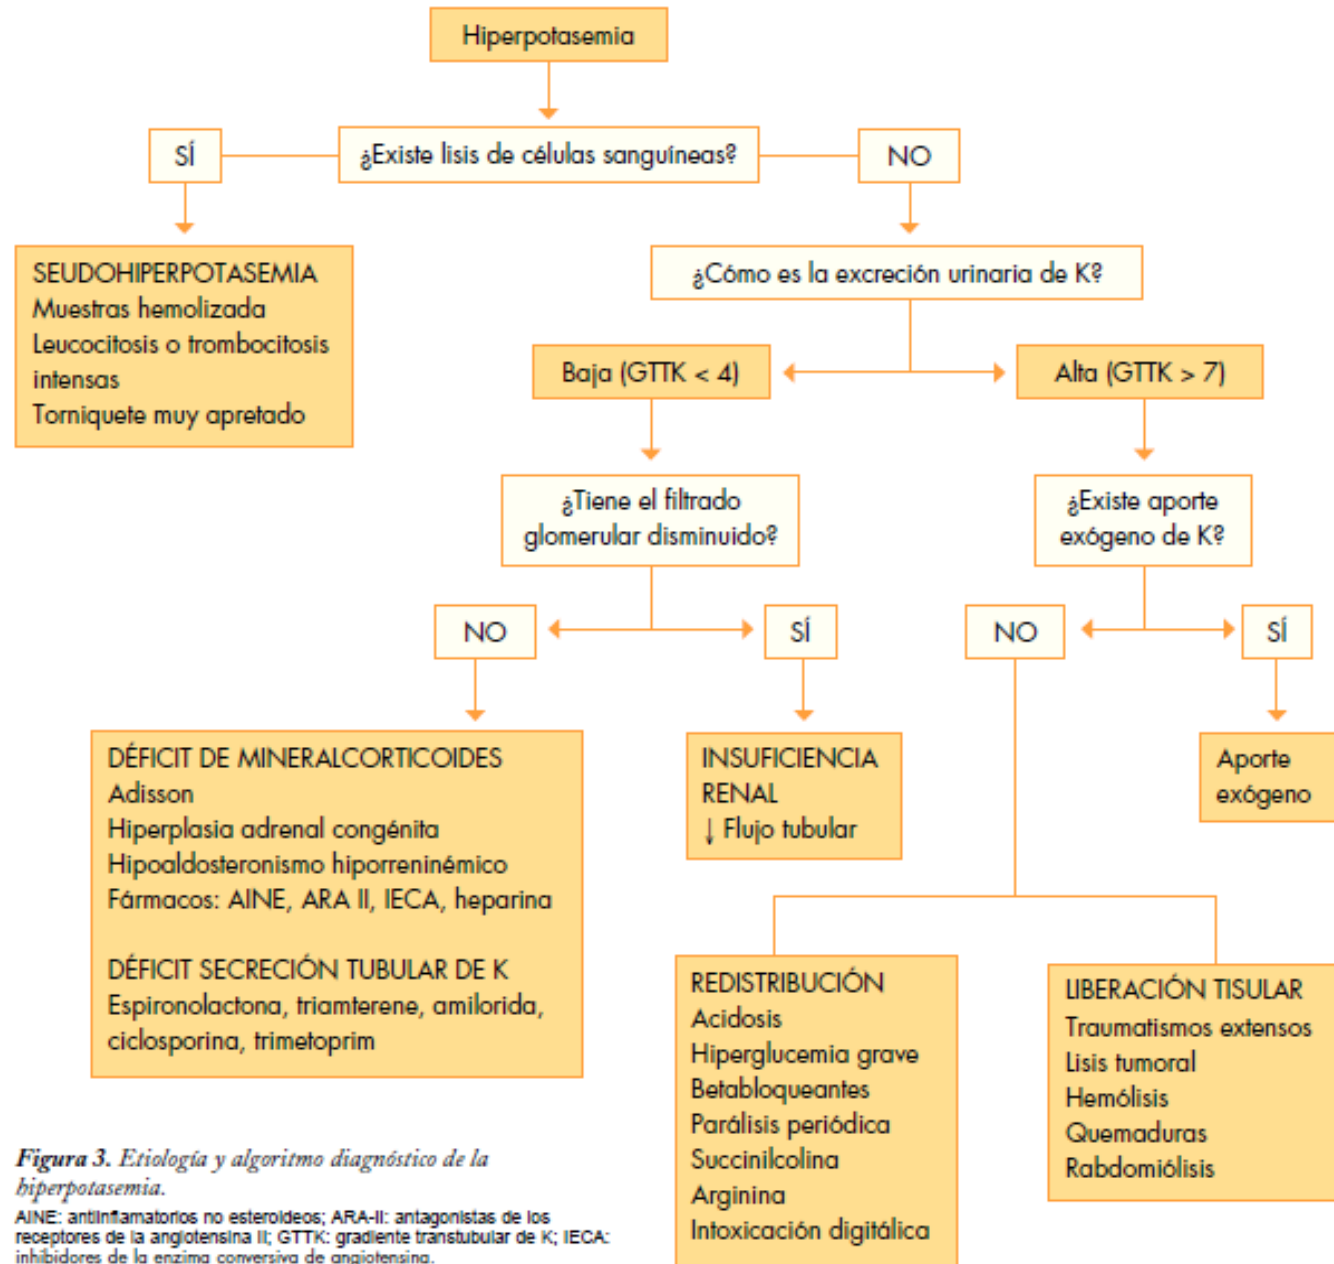 Hiperpotasemia
SÍ
¿Existe lisis de células sanguíneas?
NO
SEUDOHIPERPOTASEMIA
Muestras hemolizada
Leucocitosis o trombocitosis
intensas
Torniquete muy apretado
¿Cómo es la excreción urinaria de K?
Baja (GTTK < 4)
Alta (GTTK > 7)
¿Tiene el filtrado
glomerular disminuido?
¿Existe aporte
exógeno de K?
NO
SÍ
NO
SÍ
DÉFICIT DE MINERALCORTICOIDES
Adisson
Hiperplasia adrenal congénita
Hipoaldosteronismo hiporreninémico
Fármacos: AINE, ARA II, IECA, heparina
DÉFICIT SECRECIÓN TUBULAR DE K
Espironolactona, triamterene, amilorida,
ciclosporina, trimetoprim
INSUFICIENCIA
RENAL
↓ Flujo tubular
Aporte
exógeno
REDISTRIBUCIÓN
Acidosis
Hiperglucemia grave
Betabloqueantes
Parálisis periódica
Succinilcolina
Arginina
Intoxicación digitálica
LIBERACIÓN TISULAR
Traumatismos extensos
Lisis tumoral
Hemólisis
Quemaduras
Rabdomiólisis
Figura 3. Etiología y algoritmo diagnóstico de la
hiperpotasemia.
AINE: antiinflamatorios no esteroideos; ARA-II: antagonistas de los
receptores de la angiotensina II; GTTK: gradiente transtubular de K; IECA:
inhibidores de la enzima conversiva de angiotensina.